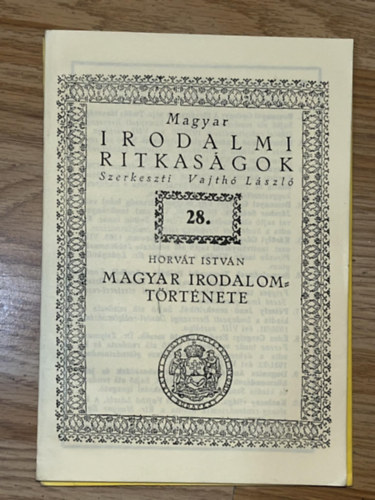 Magyar
IRODALMI
RITKASÁGOK
Szerkeszti Vajthó László
28.
HORVÁT ISTVÁN
MAGYAR IRODALOM=
TÖRTÉNETE